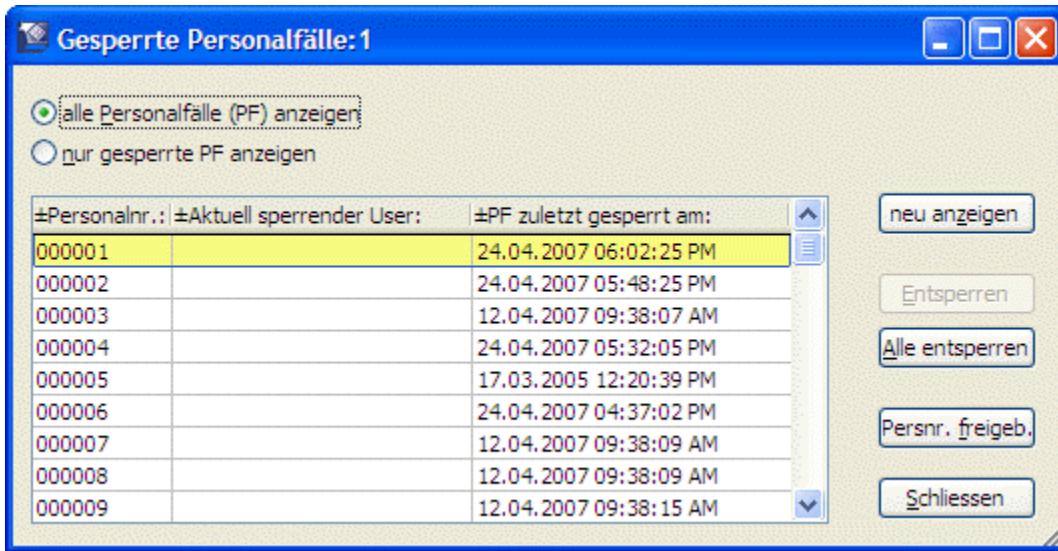 Gesperrte Personalfälle:1
alle Personalfälle (PF) anzeigen
nur gesperrte PF anzeigen
±Personalnr.: ±Aktuell sperrender User: ±PF zuletzt gesperrt am:
000001 24.04.2007 06:02:25 PM
000002 24.04.2007 05:48:25 PM
000003 12.04.2007 09:38:07 AM
000004 24.04.2007 05:32:05 PM
000005 17.03.2005 12:20:39 PM
000006 24.04.2007 04:37:02 PM
000007 12.04.2007 09:38:09 AM
000008 12.04.2007 09:38:09 AM
000009 12.04.2007 09:38:15 AM
neu anzeigen
Entsperren
Alle entsperren
Persnr. freigeb.
Schliessen